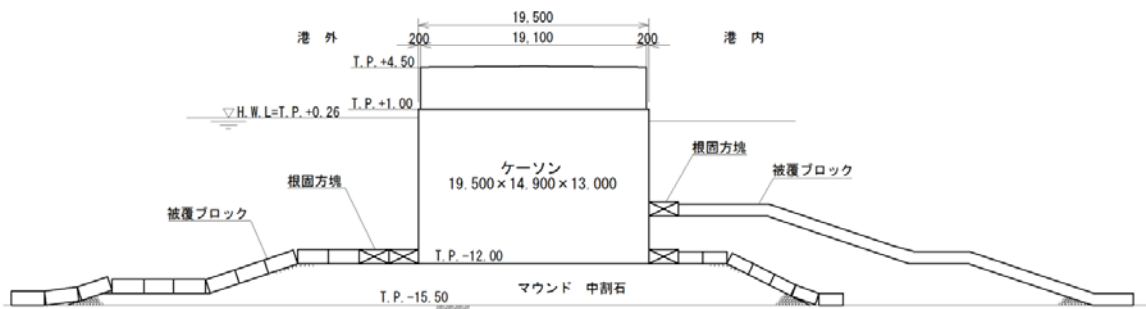 19,500
港 外
200
19,100
200
港 内
T.P.+4.50
T.P.+1.00
▽H.W.L=T.P.+0.26
ケーソン
19.500×14.900×13.000
根固方塊
被覆ブロック
根固方塊
被覆ブロック
T.P.-12.00
マウンド 中割石
T.P.-15.50